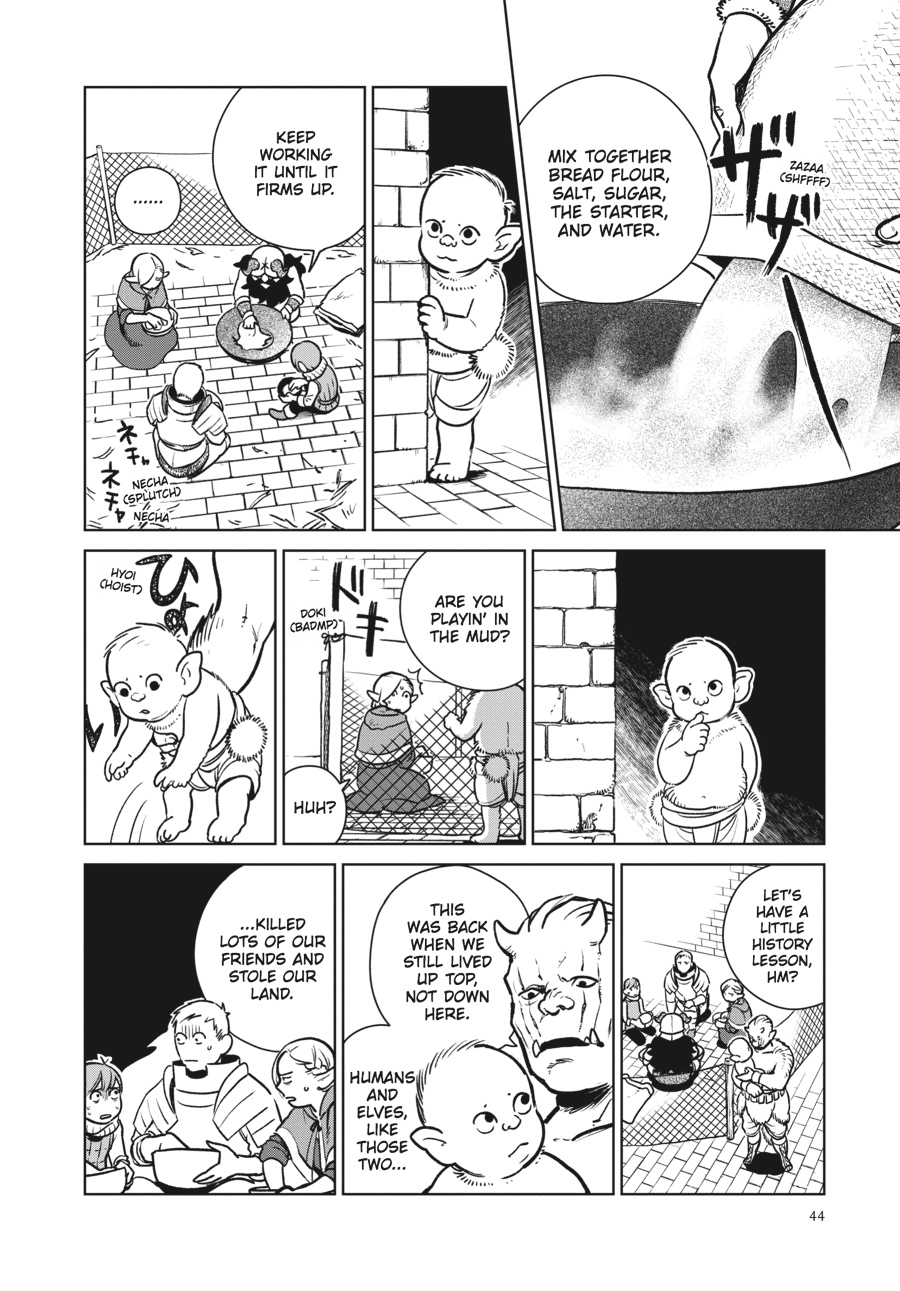 MIX TOGETHER
BREAD FLOUR,
SALT, SUGAR,
THE STARTER,
AND WATER.
ザザ
ZAZAA
(SHFFFF)
KEEP
WORKING
IT UNTIL IT
FIRMS UP.
......
ネチャ
ネチャ
NECHA
(SPLUTCH)
NECHA
ARE YOU
PLAYIN' IN
THE MUD?
ドキ
DOKI
(BADMP)
HUH?
ひょい
HYOI
(HOIST)
LET'S
HAVE A
LITTLE
HISTORY
LESSON,
HM?
THIS
WAS BACK
WHEN WE
STILL LIVED
UP TOP,
NOT DOWN
HERE.
HUMANS
AND
ELVES,
LIKE
THOSE
TWO...
...KILLED
LOTS OF OUR
FRIENDS AND
STOLE OUR
LAND.
44